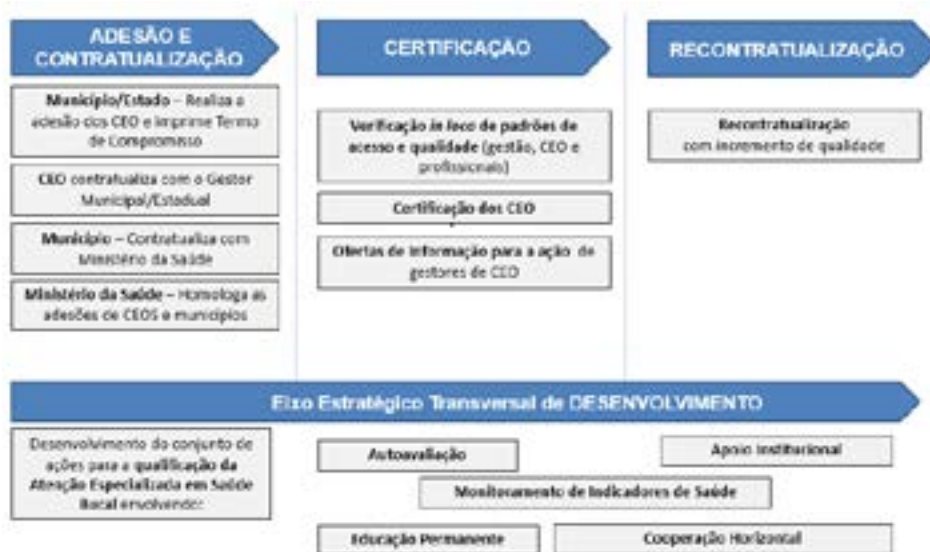 ADESÃO E
CONTRATUALIZAÇÃO
Município/Estado – Realiza a
adesão dos CEO e Imprime Termo
de Compromisso
CEO contratualiza com o Gestor
Municipal/Estadual
Município – Contratualiza com
Ministério da Saúde
Ministério da Saúde – Homologa as
adesões de CEOS e municípios
CERTIFICAÇÃO
Verificação in loco de padrões de
acesso e qualidade (gestão, CEO e
profissionais)
Certificação dos CEO
Ofertas de Informação para a ação de
gestores de CEO
RECONTRATUALIZAÇÃO
Recontratualização
com incremento de qualidade
Eixo Estratégico Transversal de DESENVOLVIMENTO
Desenvolvimento do conjunto de
ações para a qualificação da
Atenção Especializada em Saúde
Bucal envolvendo:
Autoavaliação
Apoio Institucional
Monitoramento de Indicadores de Saúde
Educação Permanente
Cooperação Horizontal